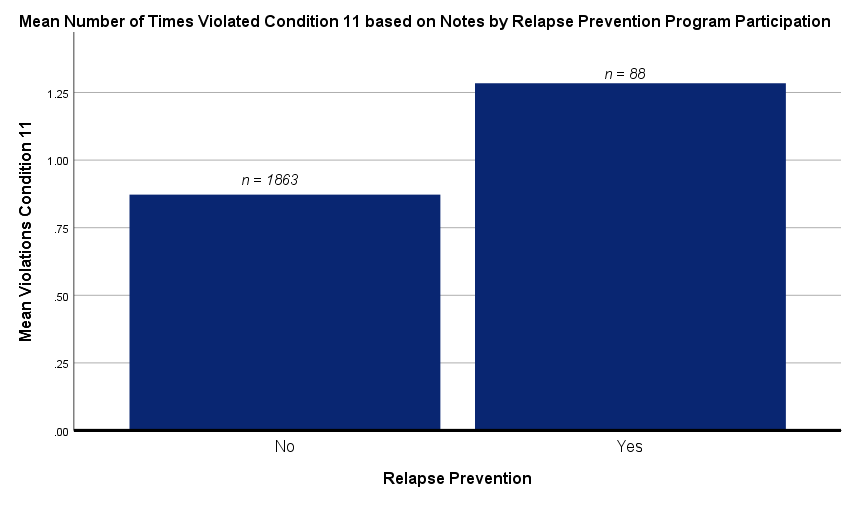 Mean Number of Times Violated Condition 11 based on Notes by Relapse Prevention Program Participation
Mean Violations Condition 11
1.25
1.00
.75
.50
.25
.00
n = 1863
n = 88
No
Yes
Relapse Prevention